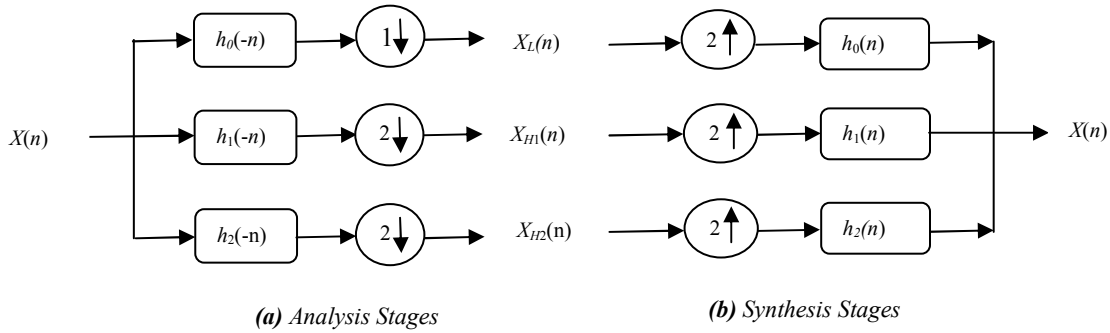 h0(-n) 1 XL(n) 2 h0(n)
X(n) h1(-n) 2 XH1(n) 2 h1(n) X(n)
h2(-n) 2 XH2(n) 2 h2(n)
(a) Analysis Stages (b) Synthesis Stages